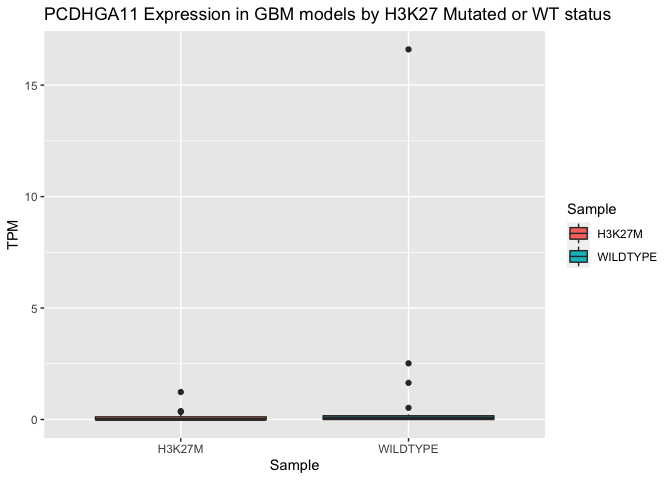 PCDHGA11 Expression in GBM models by H3K27 Mutated or WT status
15
10
5
0
TPM
H3K27M
WILDTYPE
Sample
Sample
H3K27M
WILDTYPE